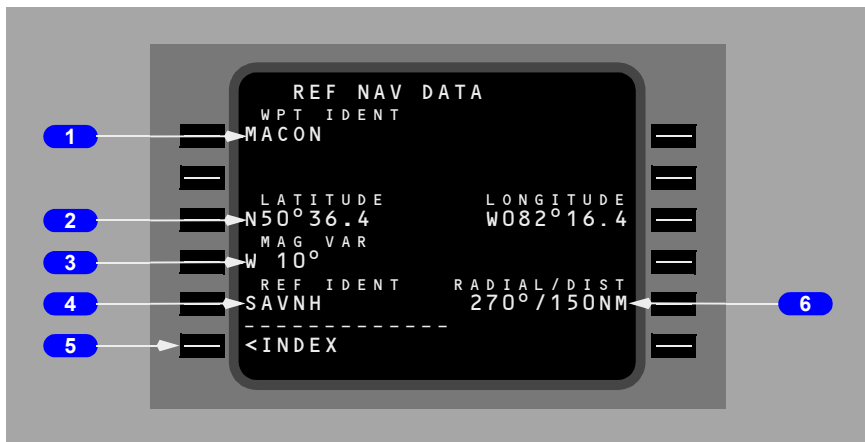 REF NAV DATA
WPT IDENT
1 MACON
LATITUDE LONGITUDE
2 N50°36.4 W082°16.4
MAG VAR
3 W 10°
REF IDENT RADIAL/DIST
4 SAVNH 270°/150NM 6
-------------
5 <INDEX